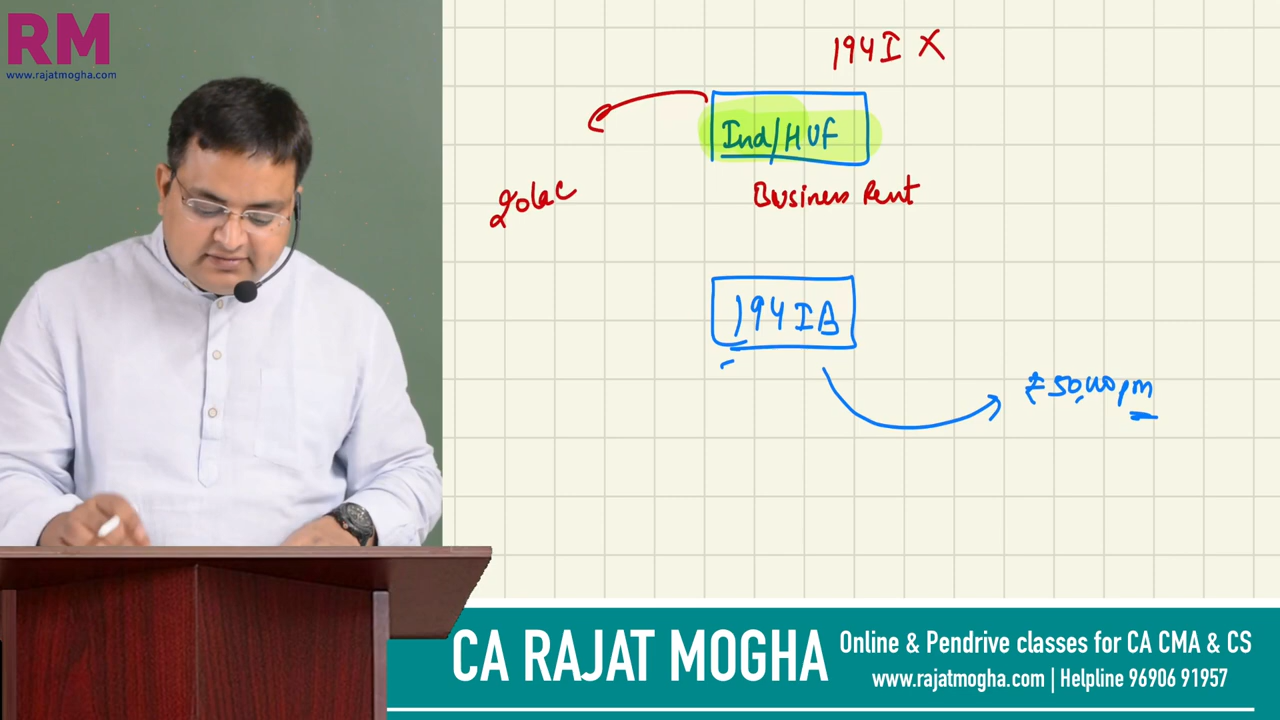 RM
www.rajatmogha.com
194I X
Ind/HUF
20lac
Business Rent
194IB
₹50,000pm
CA RAJAT MOGHA
Online & Pendrive classes for CA CMA & CS
www.rajatmogha.com | Helpline 96906 91957